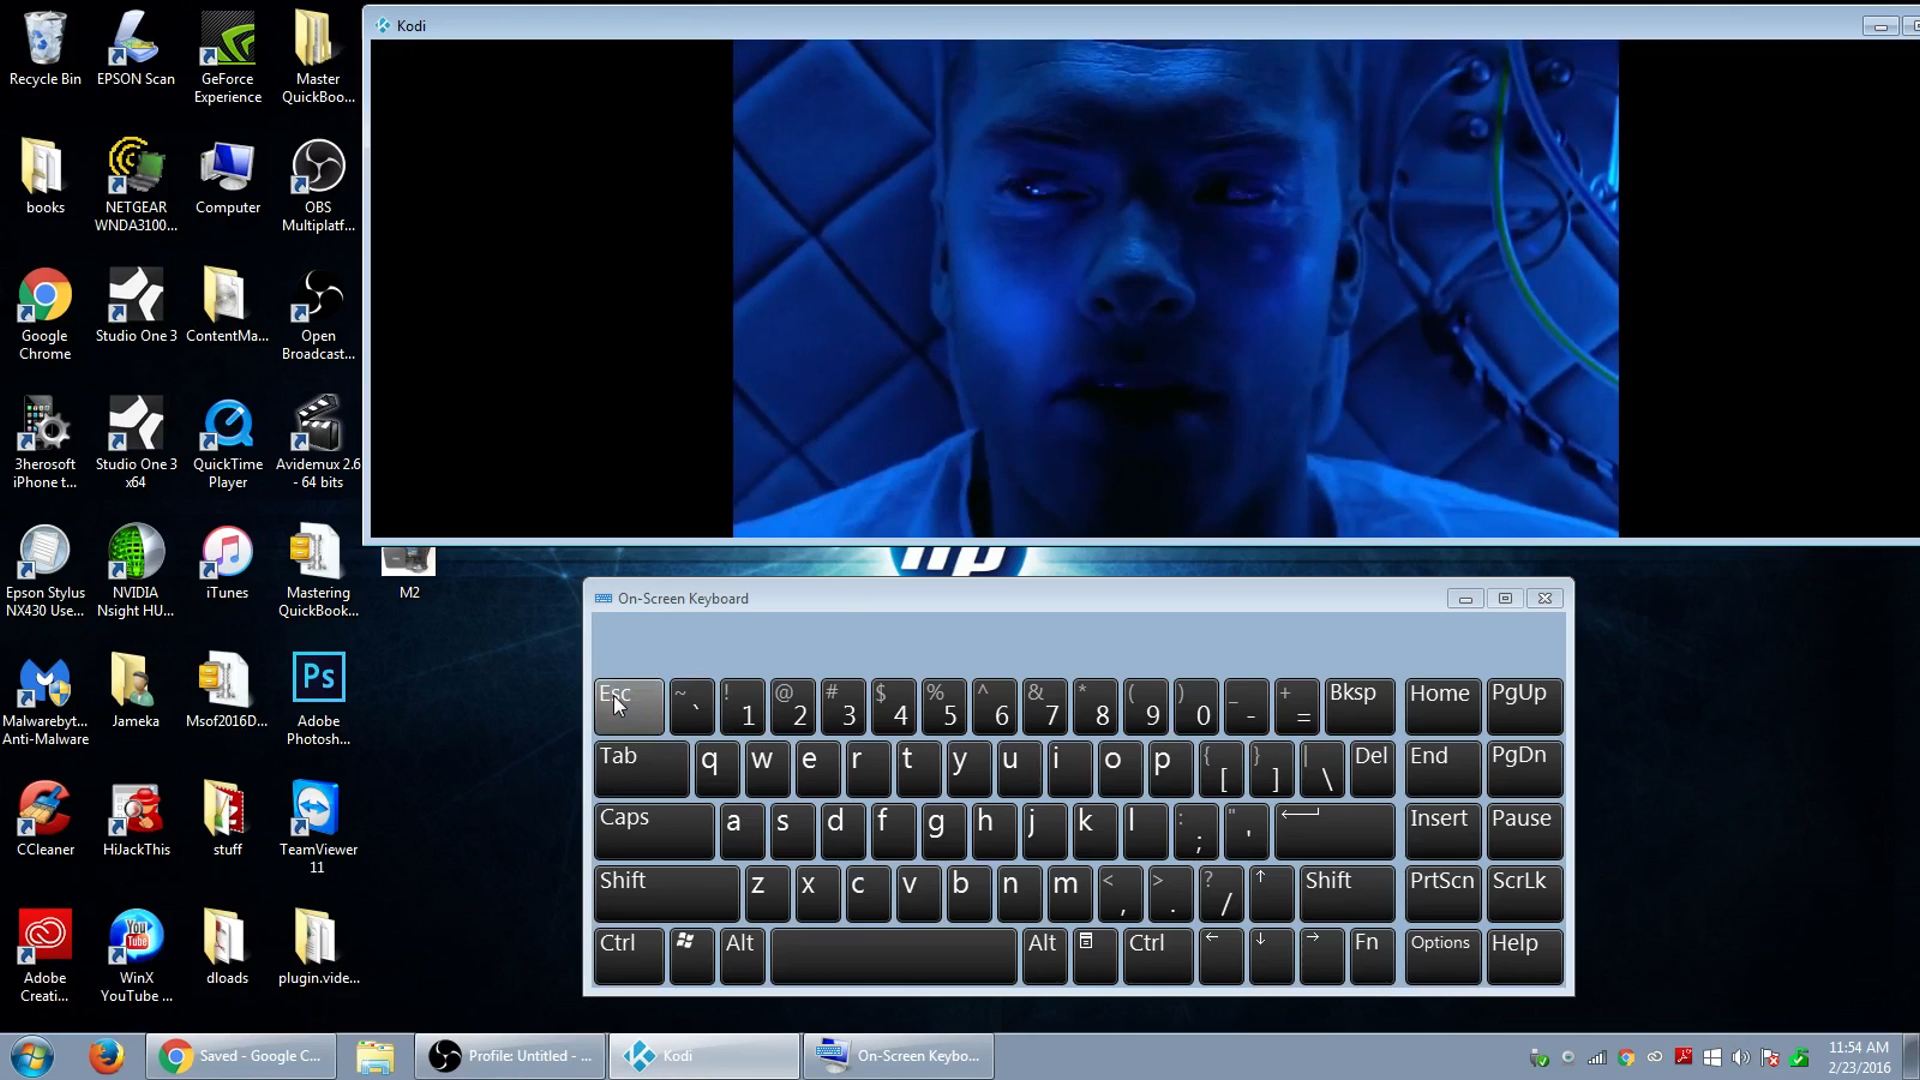 Kodi
Recycle Bin
EPSON Scan
GeForce
Experience
Master
QuickBoo...
books
NETGEAR
WNDA3100...
Computer
OBS
Multiplatf...
Google
Chrome
Studio One 3
ContentMa...
Open
Broadcast...
3herosoft
iPhone t...
Studio One 3
x64
QuickTime
Player
Avidemux 2.6
- 64 bits
Epson Stylus
NX430 Use...
NVIDIA
Nsight HU...
iTunes
Mastering
QuickBook...
M2
hp
Malwarebyt...
Anti-Malware
Jameka
Msof2016D...
Ps
Adobe
Photosh...
CCleaner
HiJackThis
stuff
TeamViewer
11
Adobe
Creati...
You
Tube
WinX
YouTube ...
dloads
plugin.vide...
On-Screen Keyboard
Esc ~ ` ! 1 @ 2 # 3 $ 4 % 5 ^ 6 & 7 * 8 ( 9 ) 0 _ - + = Bksp Home PgUp
Tab q w e r t y u i o p { [ } ] | \ Del End PgDn
Caps a s d f g h j k l : ; " ' Insert Pause
Shift z x c v b n m < , > . ? / ↑ Shift PrtScn ScrLk
Ctrl Alt Alt Ctrl ← ↓ → Fn Options Help
Saved - Google C...
Profile: Untitled - ...
Kodi
On-Screen Keybo...
11:54 AM
2/23/2016